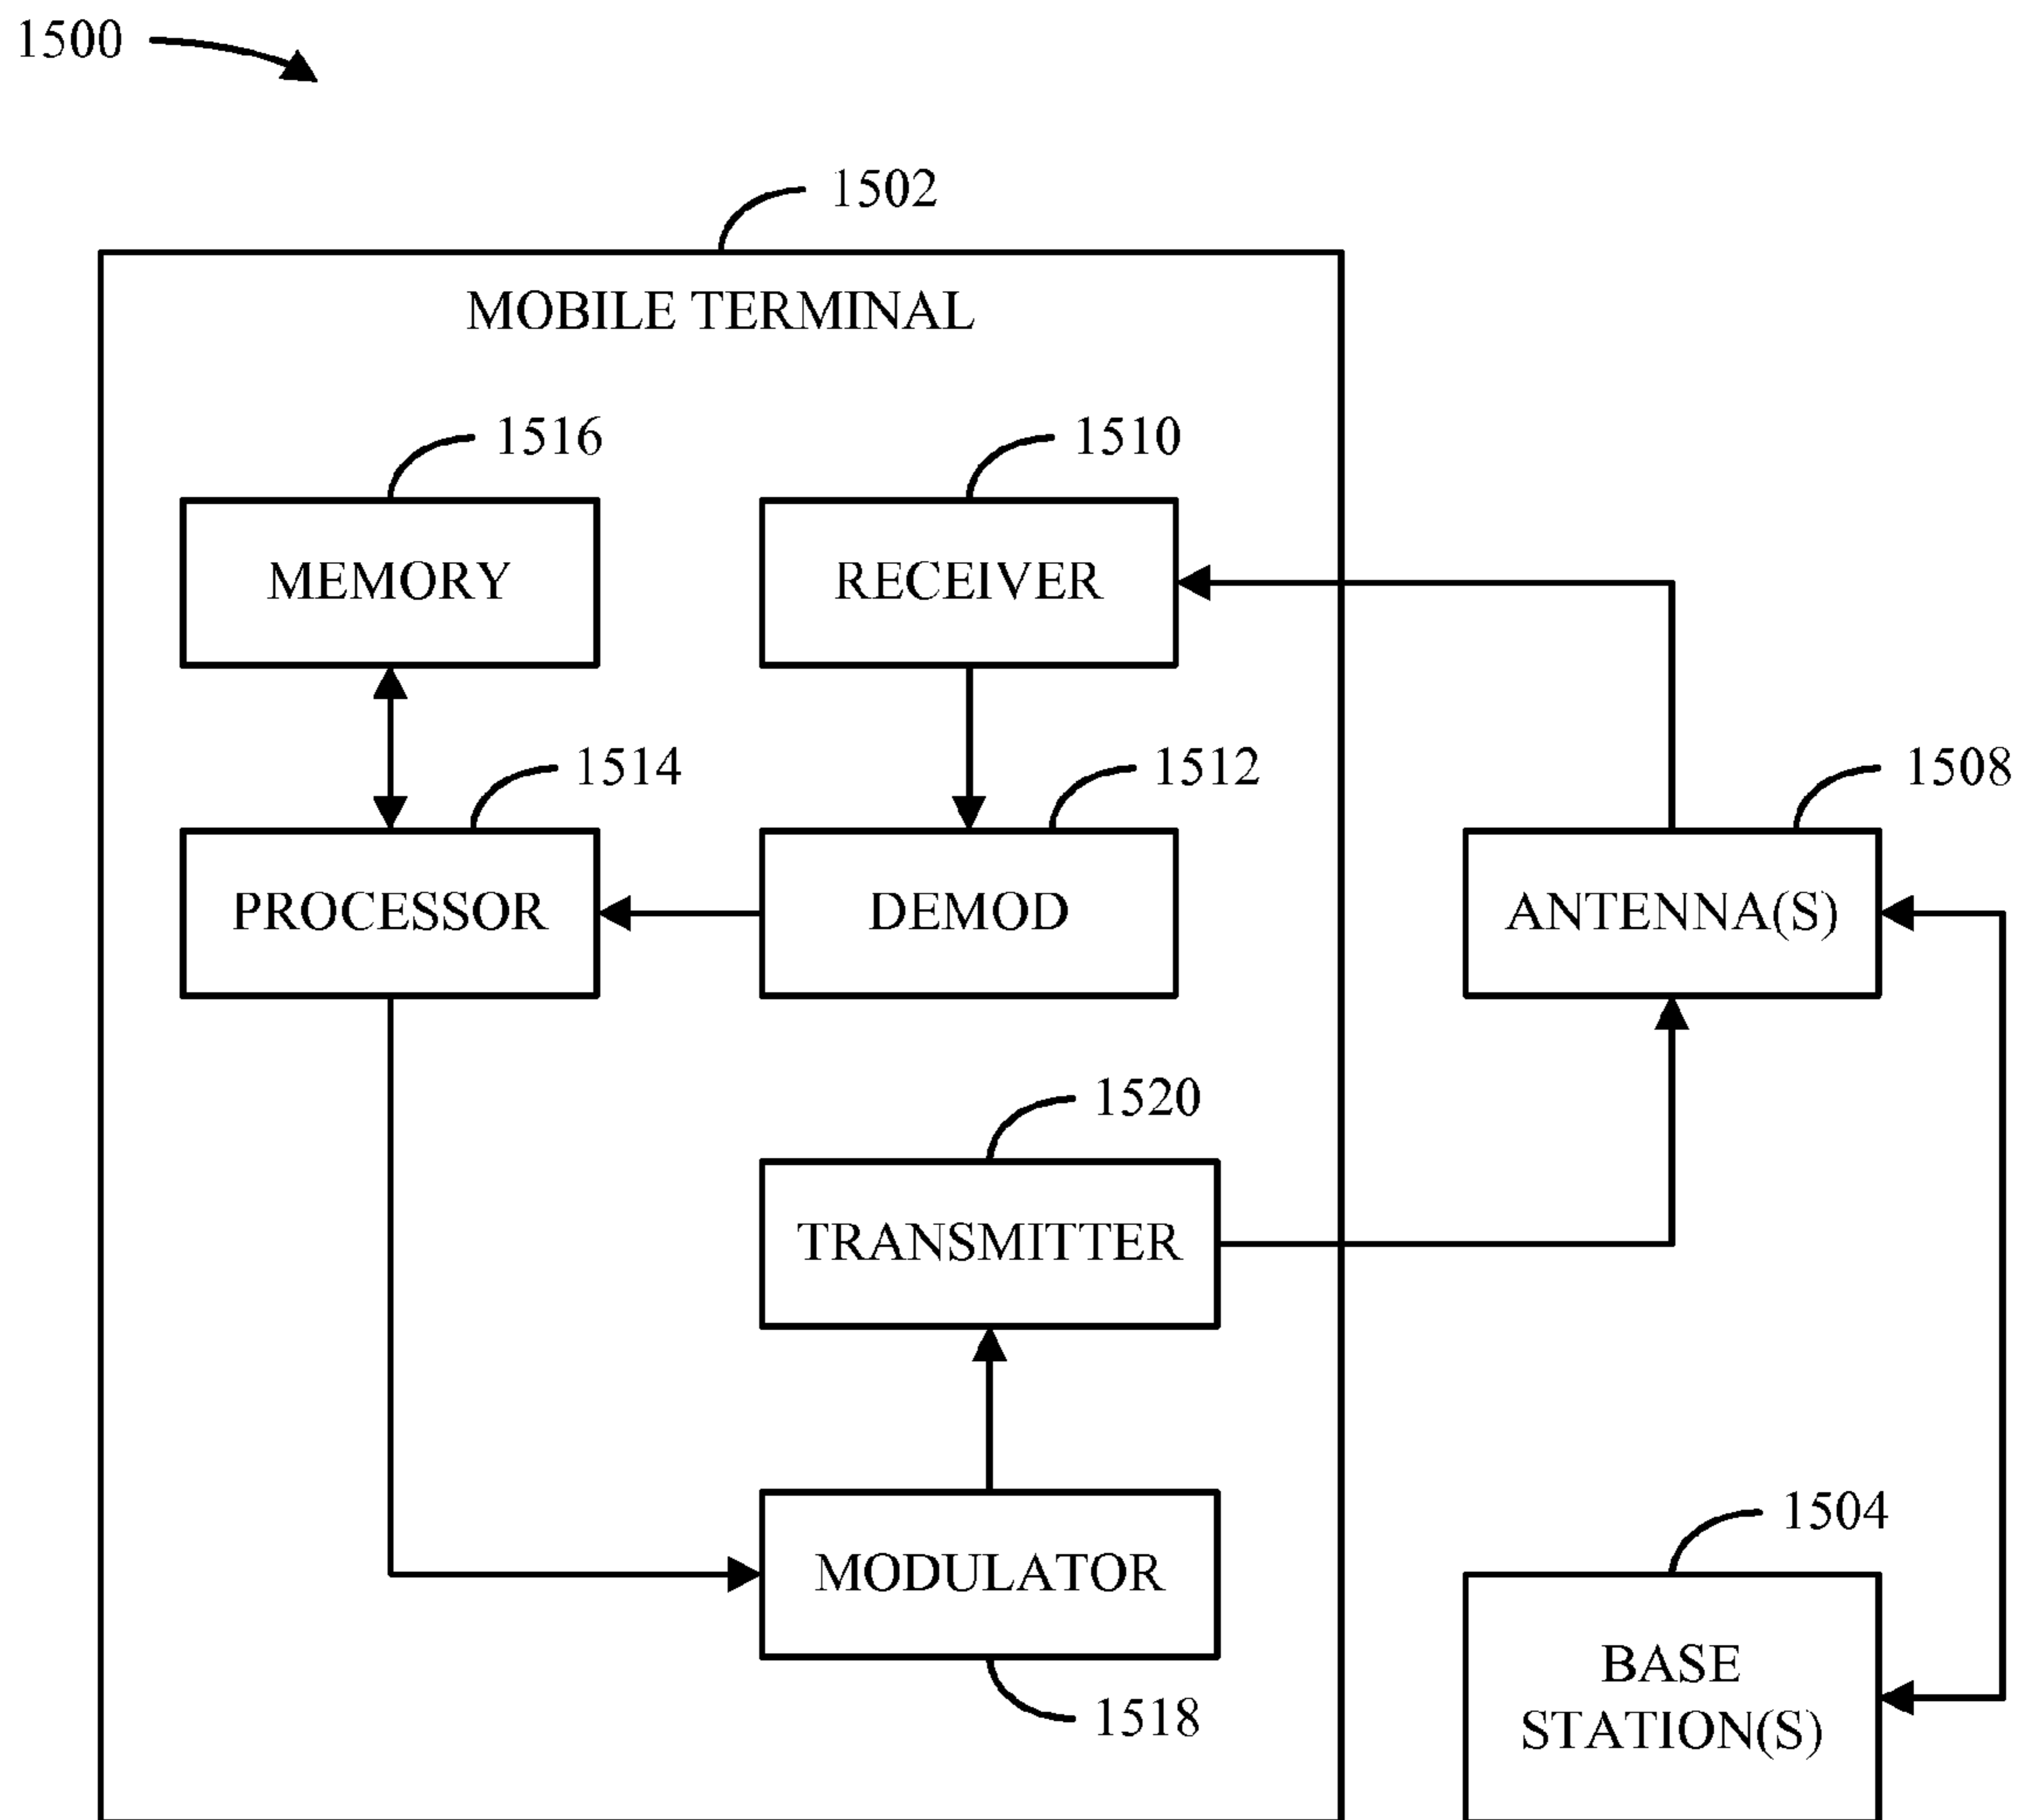 1500
1502
MOBILE TERMINAL
1516
1510
MEMORY
RECEIVER
1514
1512
1508
PROCESSOR
DEMOD
ANTENNA(S)
1520
TRANSMITTER
1504
MODULATOR
BASE
STATION(S)
1518